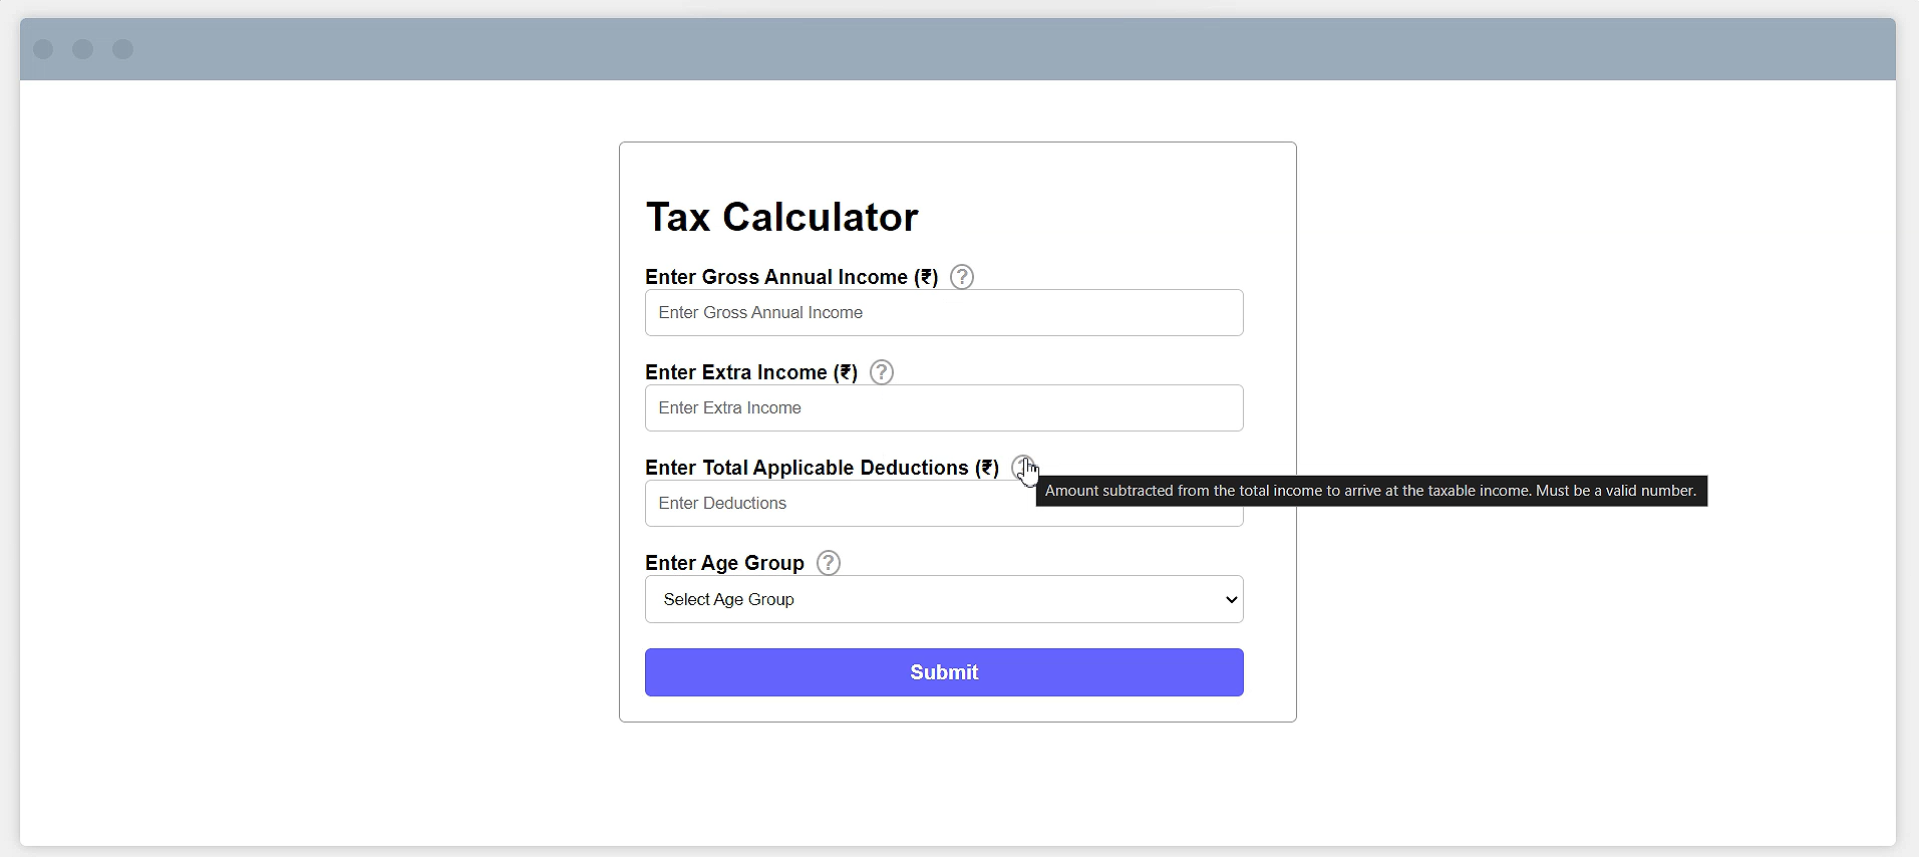 Tax Calculator
Enter Gross Annual Income (₹) ?
Enter Gross Annual Income
Enter Extra Income (₹) ?
Enter Extra Income
Enter Total Applicable Deductions (₹)
Amount subtracted from the total income to arrive at the taxable income. Must be a valid number.
Enter Deductions
Enter Age Group ?
Select Age Group
Submit